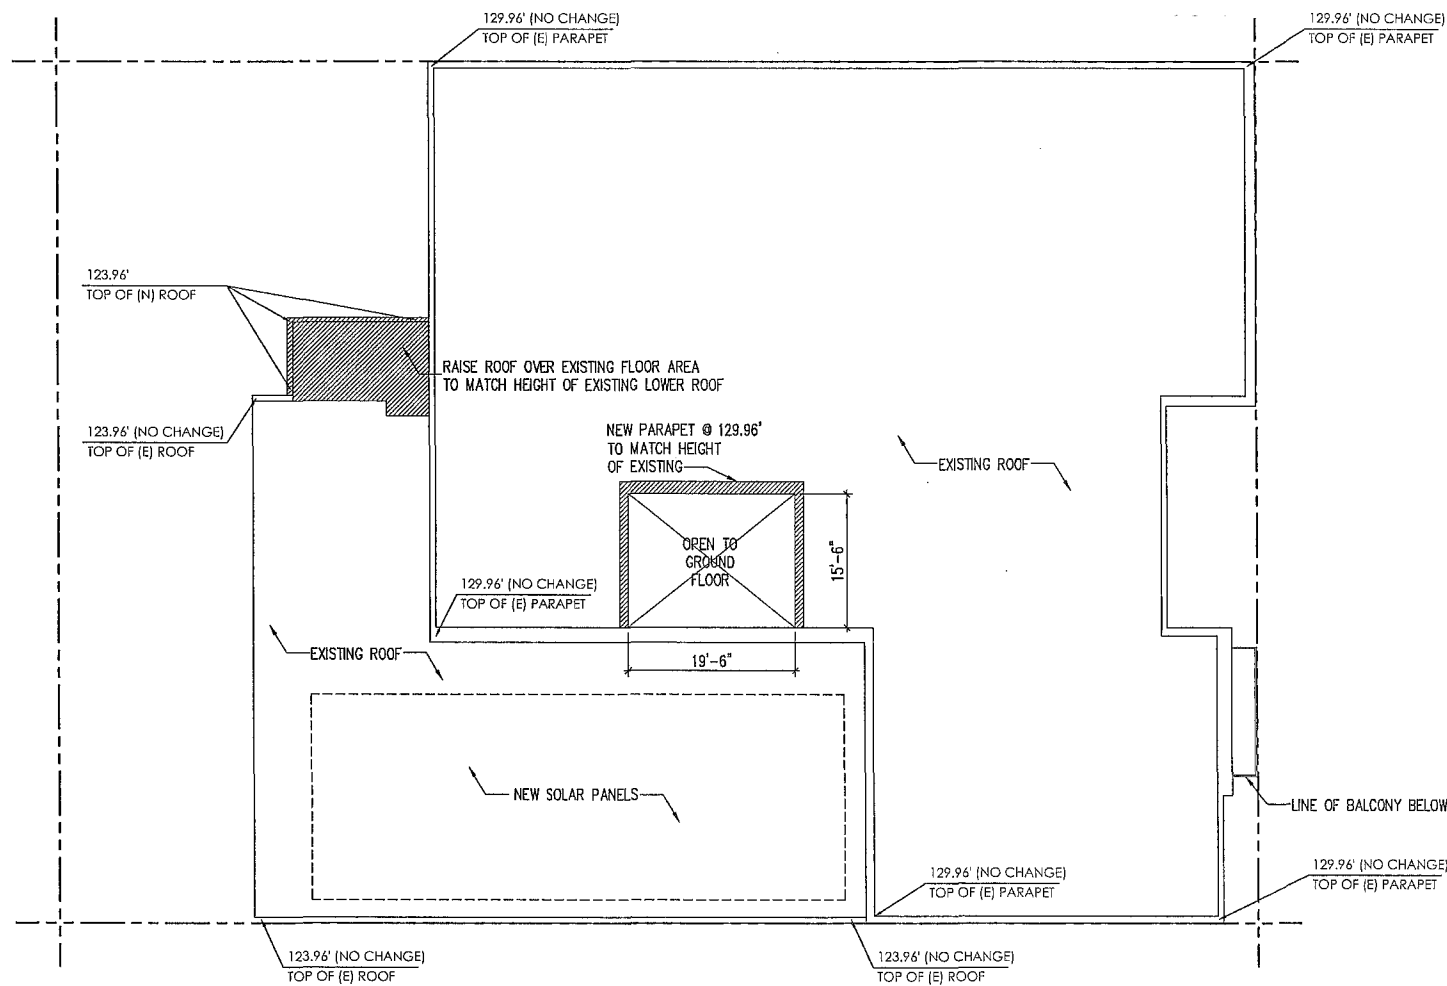 129.96' (NO CHANGE)
TOP OF (E) PARAPET
129.96' (NO CHANGE)
TOP OF (E) PARAPET
123.96'
TOP OF (N) ROOF
RAISE ROOF OVER EXISTING FLOOR AREA
TO MATCH HEIGHT OF EXISTING LOWER ROOF
123.96' (NO CHANGE)
TOP OF (E) ROOF
NEW PARAPET @ 129.96'
TO MATCH HEIGHT
OF EXISTING
EXISTING ROOF
OPEN TO
GROUND
FLOOR
15'-6"
129.96' (NO CHANGE)
TOP OF (E) PARAPET
EXISTING ROOF
19'-6"
NEW SOLAR PANELS
LINE OF BALCONY BELOW
129.96' (NO CHANGE)
TOP OF (E) PARAPET
129.96' (NO CHANGE)
TOP OF (E) PARAPET
123.96' (NO CHANGE)
TOP OF (E) ROOF
123.96' (NO CHANGE)
TOP OF (E) ROOF